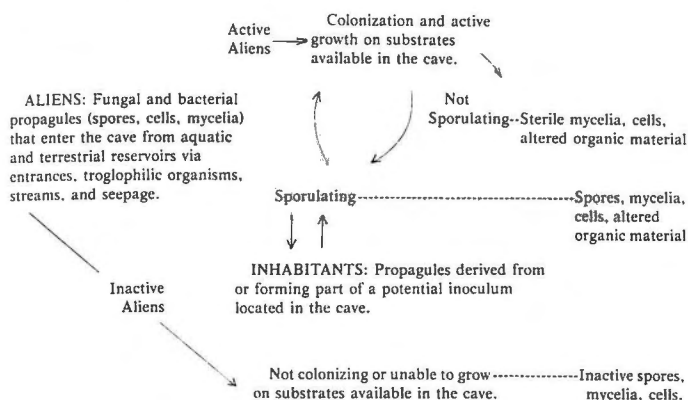 Active
Aliens
Colonization and active
growth on substrates
available in the cave.
ALIENS: Fungal and bacterial
propagules (spores, cells, mycelia)
that enter the cave from aquatic
and terrestrial reservoirs via
entrances, troglophilic organisms,
streams, and seepage.
Not
Sporulating--Sterile mycelia, cells,
altered organic material
Sporulating----------------------Spores, mycelia,
cells, altered
organic material
INHABITANTS: Propagules derived from
or forming part of a potential inoculum
located in the cave.
Inactive
Aliens
Not colonizing or unable to grow-------------Inactive spores,
on substrates available in the cave. mycelia, cells.